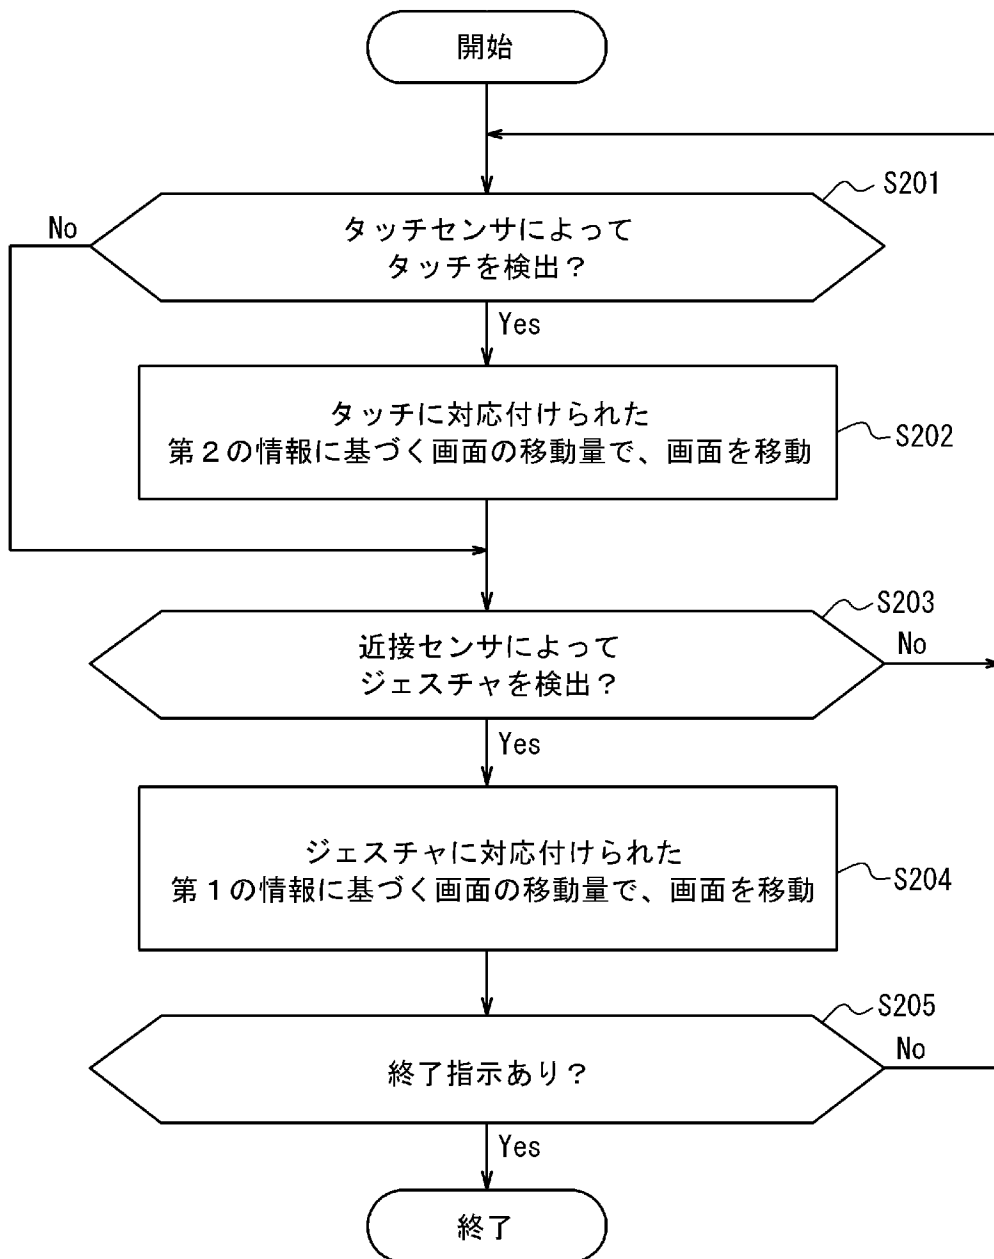 開始
S201
No
タッチセンサによって
タッチを検出？
Yes
タッチに対応付けられた
第２の情報に基づく画面の移動量で、画面を移動
S202
S203
近接センサによって
ジェスチャを検出？
No
Yes
ジェスチャに対応付けられた
第１の情報に基づく画面の移動量で、画面を移動
S204
S205
終了指示あり？
No
Yes
終了